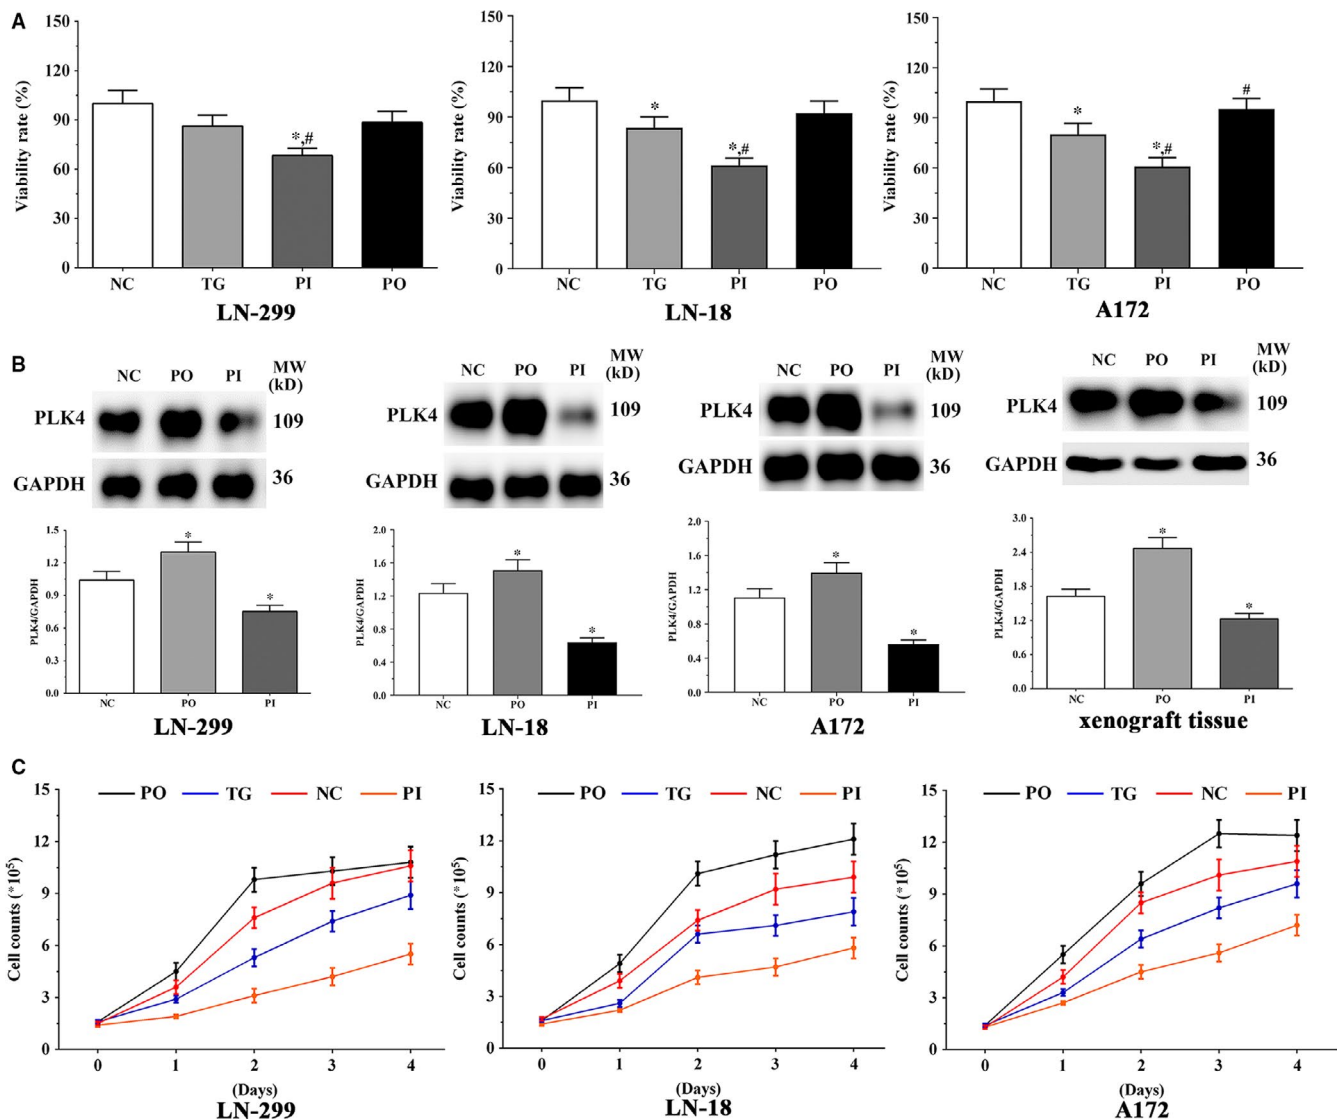 A
Viability rate (%)
150
120
90
60
30
0
*,#
NC TG PI PO
LN-299
Viability rate (%)
150
120
90
60
30
0
*
*,#
NC TG PI PO
LN-18
Viability rate (%)
150
120
90
60
30
0
*
*,#
#
NC TG PI PO
A172
B
NC PO PI MW
(kD)
PLK4 109
GAPDH 36
PLK4/GAPDH
1.5
1.2
0.9
0.6
0.3
0.0
*
*
NC PO PI
LN-299
NC PO PI MW
(kD)
PLK4 109
GAPDH 36
PLK4/GAPDH
2.0
1.6
1.2
0.8
0.4
0.0
*
*
NC PO PI
LN-18
NC PO PI MW
(kD)
PLK4 109
GAPDH 36
PLK4/GAPDH
2.0
1.6
1.2
0.8
0.4
0.0
*
*
NC PO PI
A172
NC PO PI MW
(kD)
PLK4 109
GAPDH 36
PLK4/GAPDH
3.0
2.4
1.8
1.2
0.6
0.0
*
*
NC PO PI
xenograft tissue
C
PO TG NC PI
Cell counts (*10⁵)
15
12
9
6
3
0
0 1 2 3 4
(Days)
LN-299
PO TG NC PI
Cell counts (*10⁵)
15
12
9
6
3
0
0 1 2 3 4
(Days)
LN-18
PO TG NC PI
Cell counts (*10⁵)
15
12
9
6
3
0
0 1 2 3 4
(Days)
A172